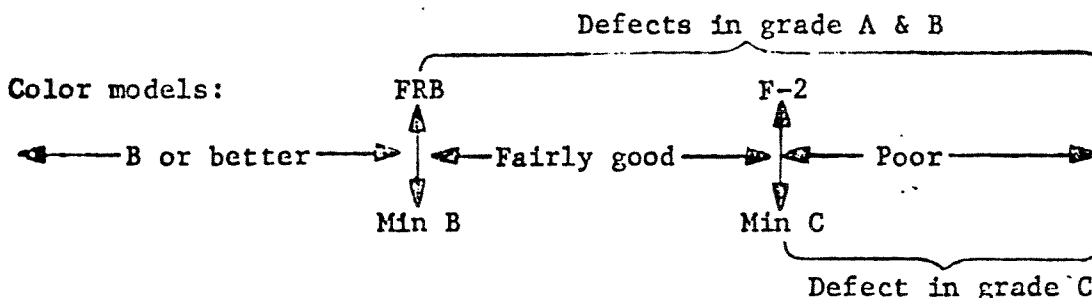 Defects in grade A & B
Color models: FRB F-2
B or better Fairly good Poor
Min B Min C
Defect in grade C